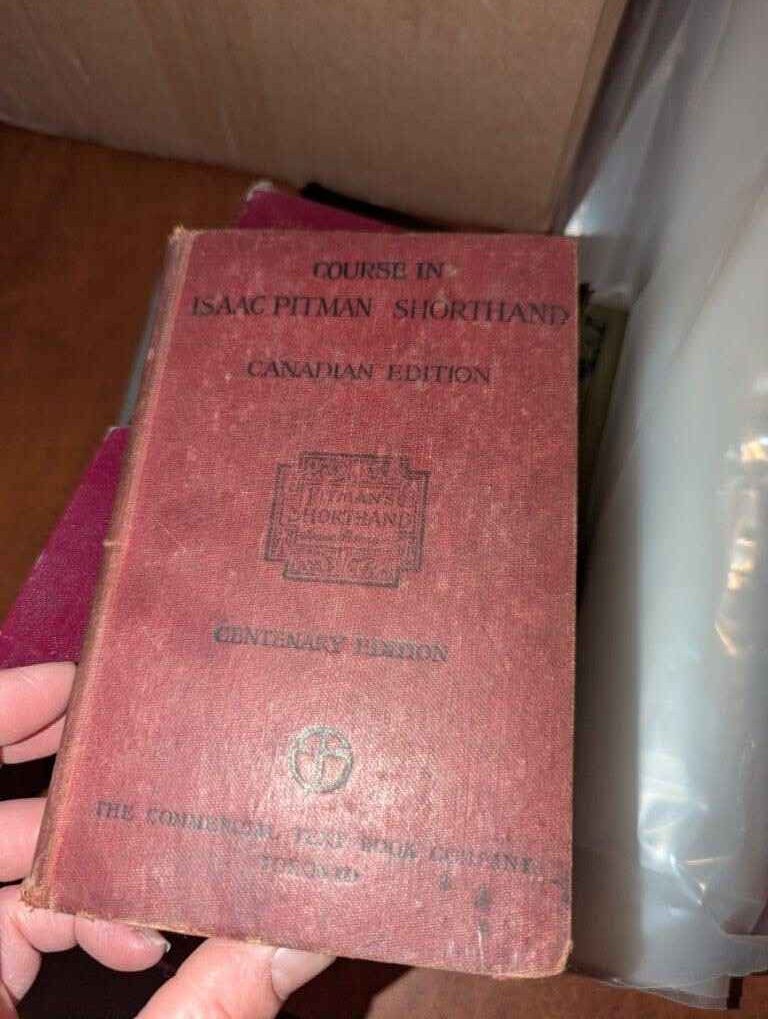 COURSE IN
ISAAC PITMAN SHORTHAND
CANADIAN EDITION
PITMAN'S
SHORTHAND
CENTENARY EDITION
THE COMMERCIAL TEXT BOOK COMPANY
TORONTO